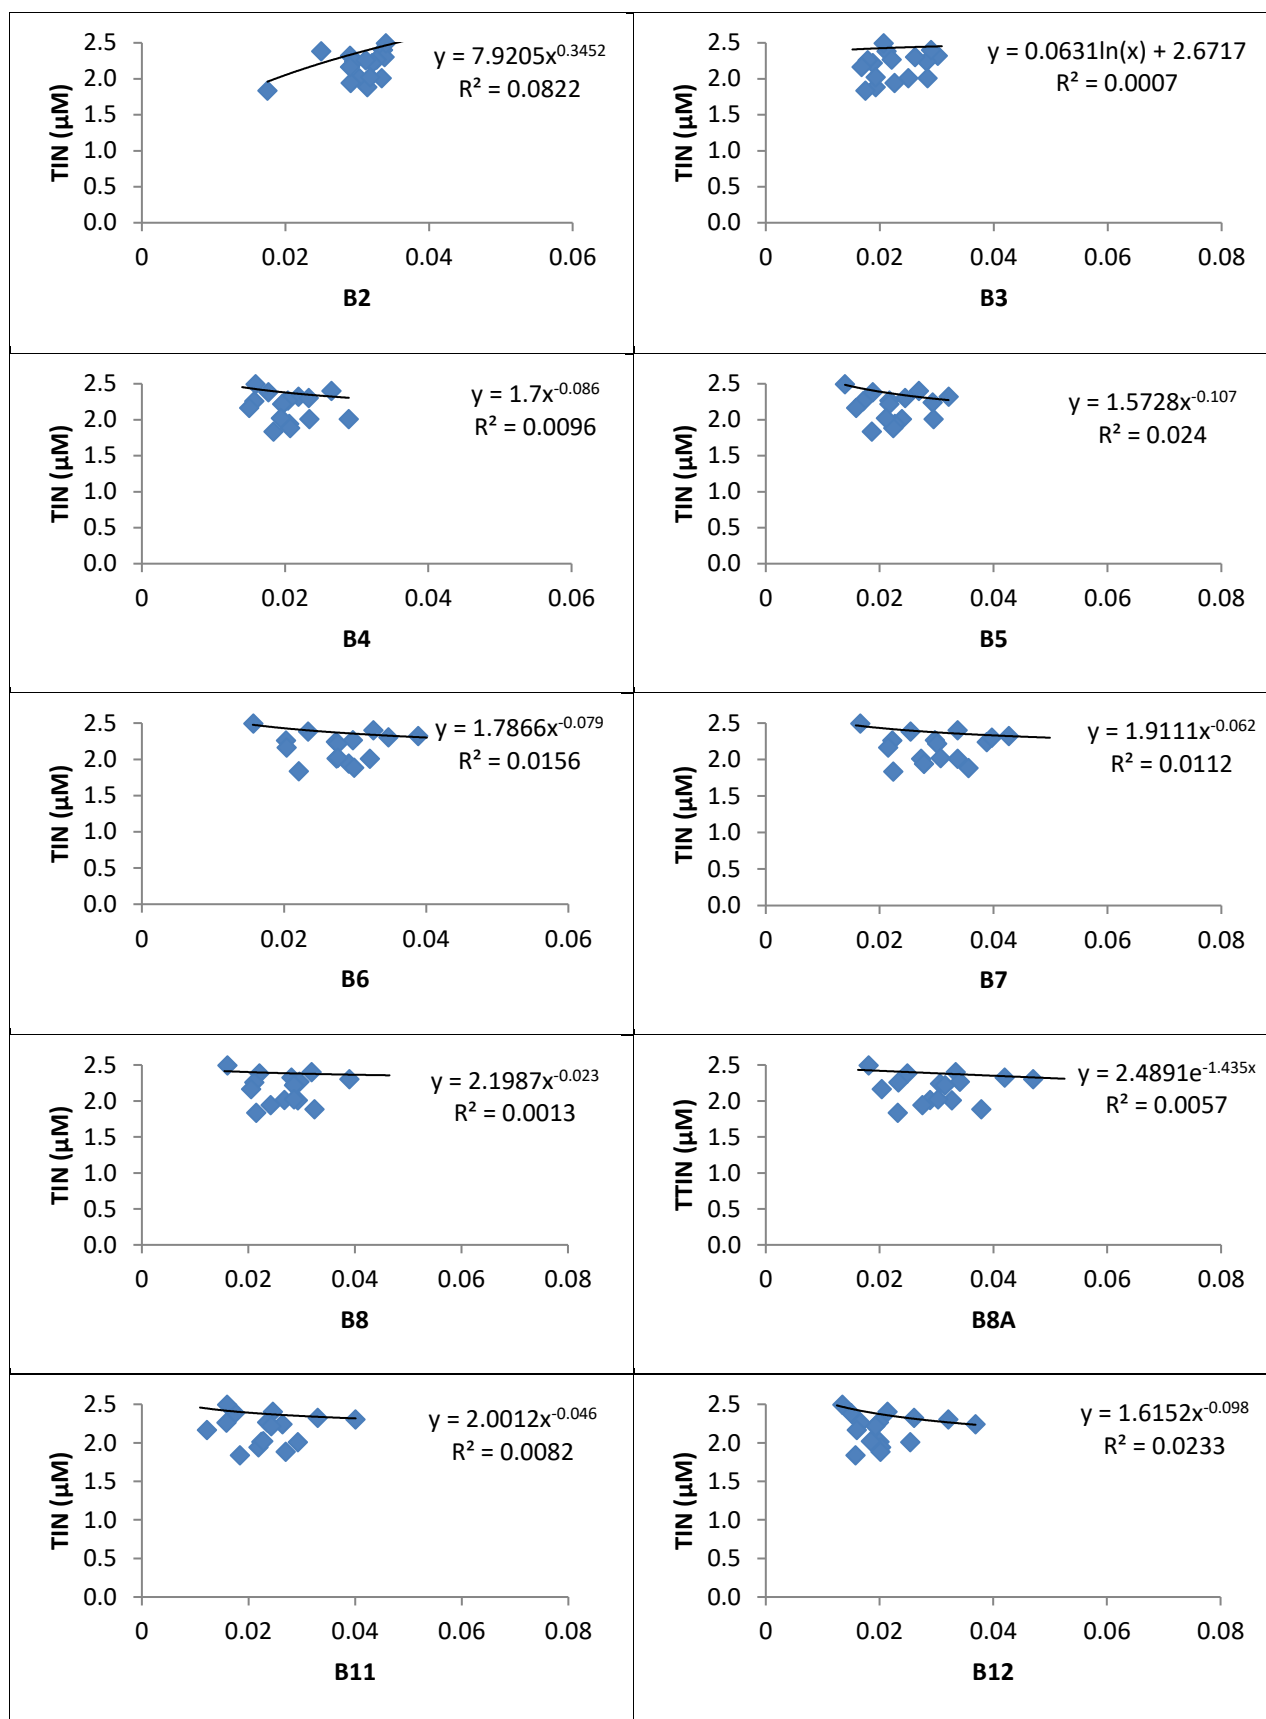 2.5
2.0
1.5
1.0
0.5
0.0
TIN (µM)
y = 7.9205x^0.3452
R² = 0.0822
0 0.02 0.04 0.06
B2
2.5
2.0
1.5
1.0
0.5
0.0
TIN (µM)
y = 0.0631ln(x) + 2.6717
R² = 0.0007
0 0.02 0.04 0.06 0.08
B3
2.5
2.0
1.5
1.0
0.5
0.0
TIN (µM)
y = 1.7x^-0.086
R² = 0.0096
0 0.02 0.04 0.06
B4
2.5
2.0
1.5
1.0
0.5
0.0
TIN (µM)
y = 1.5728x^-0.107
R² = 0.024
0 0.02 0.04 0.06 0.08
B5
2.5
2.0
1.5
1.0
0.5
0.0
TIN (µM)
y = 1.7866x^-0.079
R² = 0.0156
0 0.02 0.04 0.06
B6
2.5
2.0
1.5
1.0
0.5
0.0
TIN (µM)
y = 1.9111x^-0.062
R² = 0.0112
0 0.02 0.04 0.06 0.08
B7
2.5
2.0
1.5
1.0
0.5
0.0
TIN (µM)
y = 2.1987x^-0.023
R² = 0.0013
0 0.02 0.04 0.06 0.08
B8
2.5
2.0
1.5
1.0
0.5
0.0
TTIN (µM)
y = 2.4891e^-1.435x
R² = 0.0057
0 0.02 0.04 0.06 0.08
B8A
2.5
2.0
1.5
1.0
0.5
0.0
TIN (µM)
y = 2.0012x^-0.046
R² = 0.0082
0 0.02 0.04 0.06 0.08
B11
2.5
2.0
1.5
1.0
0.5
0.0
TIN (µM)
y = 1.6152x^-0.098
R² = 0.0233
0 0.02 0.04 0.06 0.08
B12